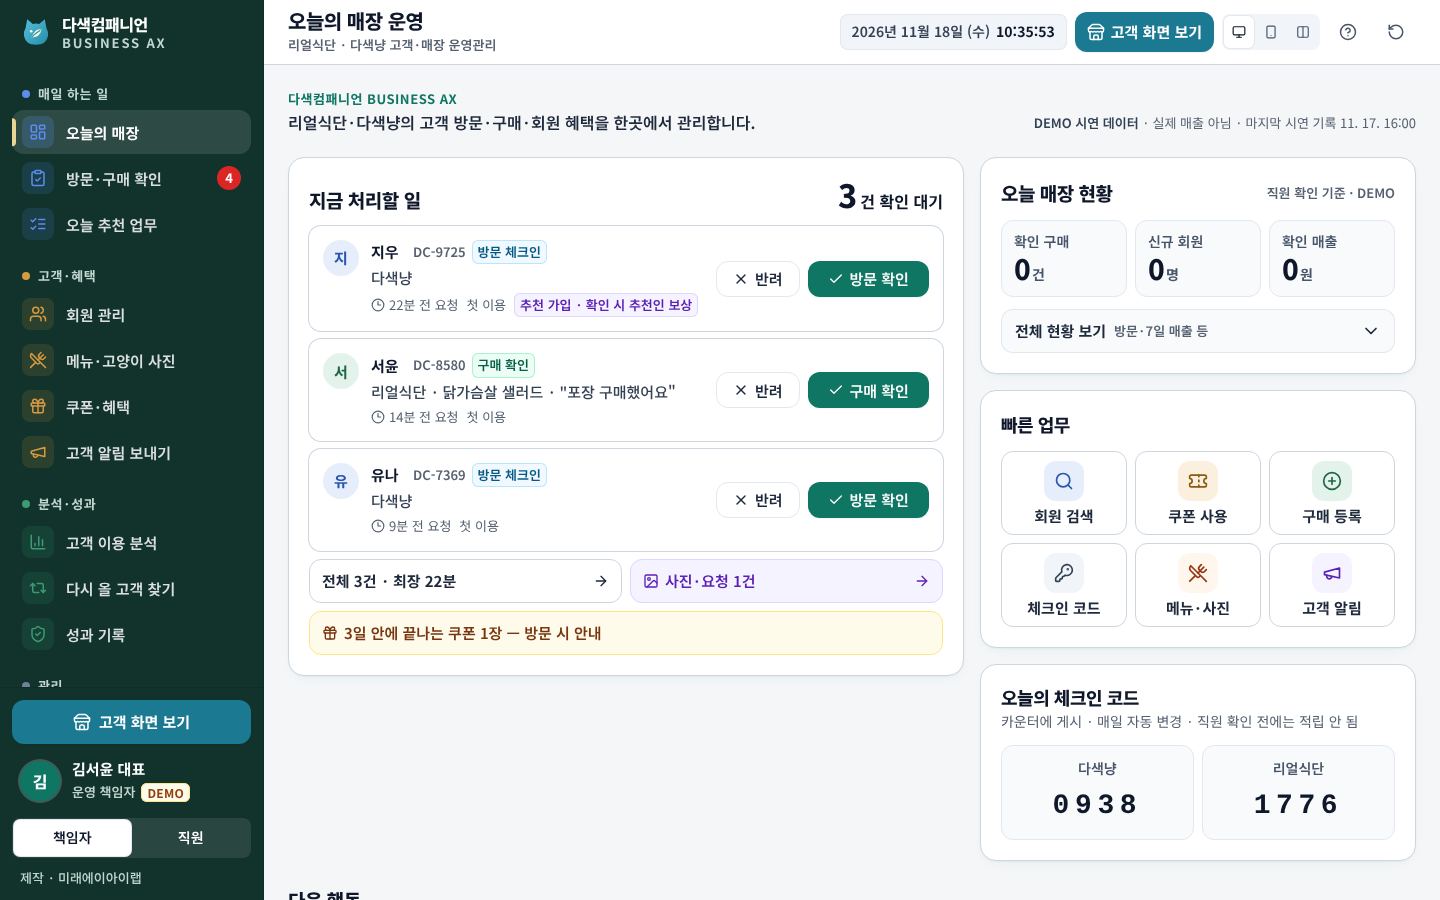 다색컴패니언
BUSINESS AX
매일 하는 일
오늘의 매장
방문·구매 확인 4
오늘 추천 업무
고객·혜택
회원 관리
메뉴·고양이 사진
쿠폰·혜택
고객 알림 보내기
분석·성과
고객 이용 분석
다시 올 고객 찾기
성과 기록
관리
고객 화면 보기
김 김서윤 대표
운영 책임자 DEMO
책임자 직원
제작 · 미래에이아이랩
오늘의 매장 운영
리얼식단 · 다색냥 고객·매장 운영관리
2026년 11월 18일 (수) 10:35:53
고객 화면 보기
다색컴패니언 BUSINESS AX
리얼식단·다색냥의 고객 방문·구매·회원 혜택을 한곳에서 관리합니다.
DEMO 시연 데이터 · 실제 매출 아님 · 마지막 시연 기록 11. 17. 16:00
지금 처리할 일
3건 확인 대기
지 지우 DC-9725 방문 체크인
다색냥
22분 전 요청 첫 이용 추천 가입 · 확인 시 추천인 보상
반려 방문 확인
서 서윤 DC-8580 구매 확인
리얼식단 · 닭가슴살 샐러드 · "포장 구매했어요"
14분 전 요청 첫 이용
반려 구매 확인
유 유나 DC-7369 방문 체크인
다색냥
9분 전 요청 첫 이용
반려 방문 확인
전체 3건 · 최장 22분
사진·요청 1건
3일 안에 끝나는 쿠폰 1장 — 방문 시 안내
오늘 매장 현황
직원 확인 기준 · DEMO
확인 구매
0건
신규 회원
0명
확인 매출
0원
전체 현황 보기 방문·7일 매출 등
빠른 업무
회원 검색
쿠폰 사용
구매 등록
체크인 코드
메뉴·사진
고객 알림
오늘의 체크인 코드
카운터에 게시 · 매일 자동 변경 · 직원 확인 전에는 적립 안 됨
다색냥
0938
리얼식단
1776
다음 행동